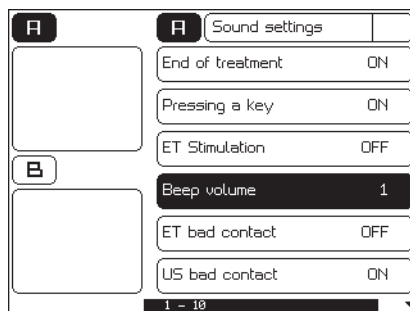 A
A Sound settings
End of treatment ON
Pressing a key ON
ET Stimulation OFF
B
Beep volume 1
ET bad contact OFF
US bad contact ON
1 - 10